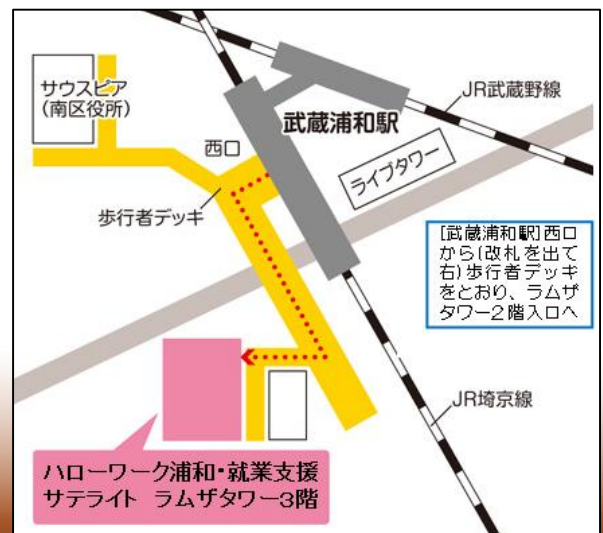 サウスピア
(南区役所)
JR武蔵野線
武蔵浦和駅
西口
ライブタワー
歩行者デッキ
[武蔵浦和駅]西口
から(改札を出て
右)歩行者デッキ
をとおり、ラムザ
タワー2階入口へ
JR埼京線
ハローワーク浦和・就業支援
サテライト ラムザタワー3階